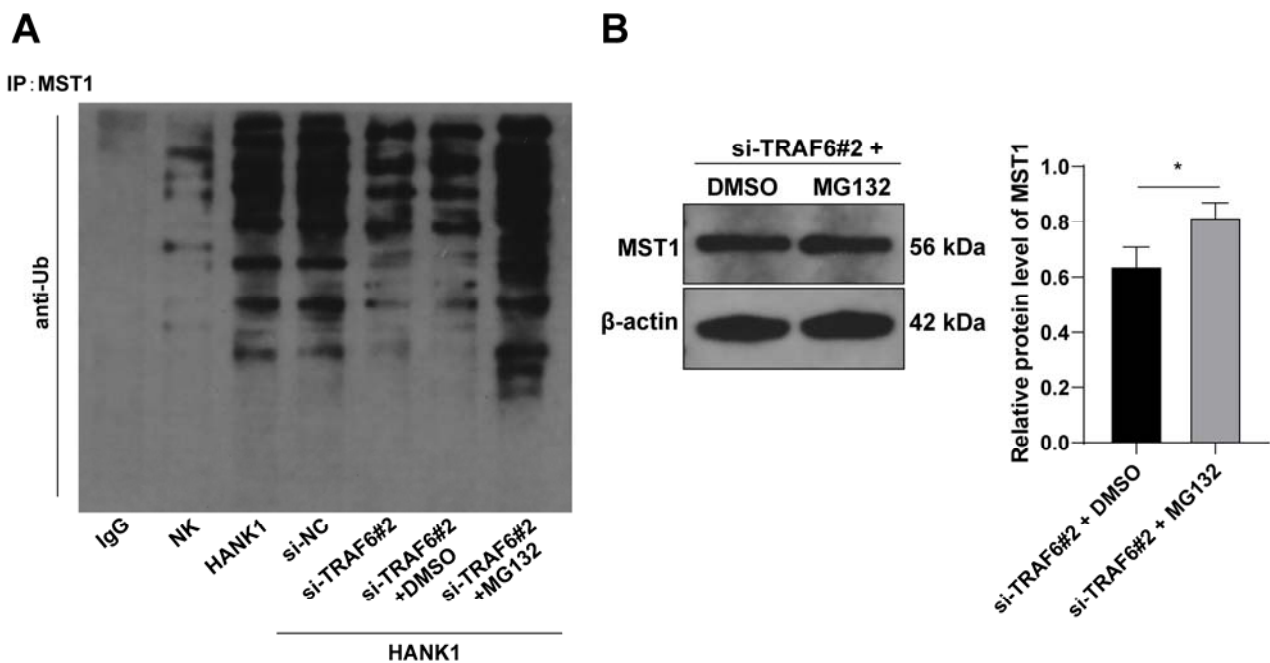 A
IP: MST1
anti-Ub
IgG
NK
HANK1
si-NC
si-TRAF6#2
si-TRAF6#2
+DMSO
si-TRAF6#2
+MG132
HANK1
B
si-TRAF6#2 +
DMSO MG132
MST1 56 kDa
β-actin 42 kDa
Relative protein level of MST1
1.0
0.8
0.6
0.4
0.2
0.0
*
si-TRAF6#2 + DMSO
si-TRAF6#2 + MG132